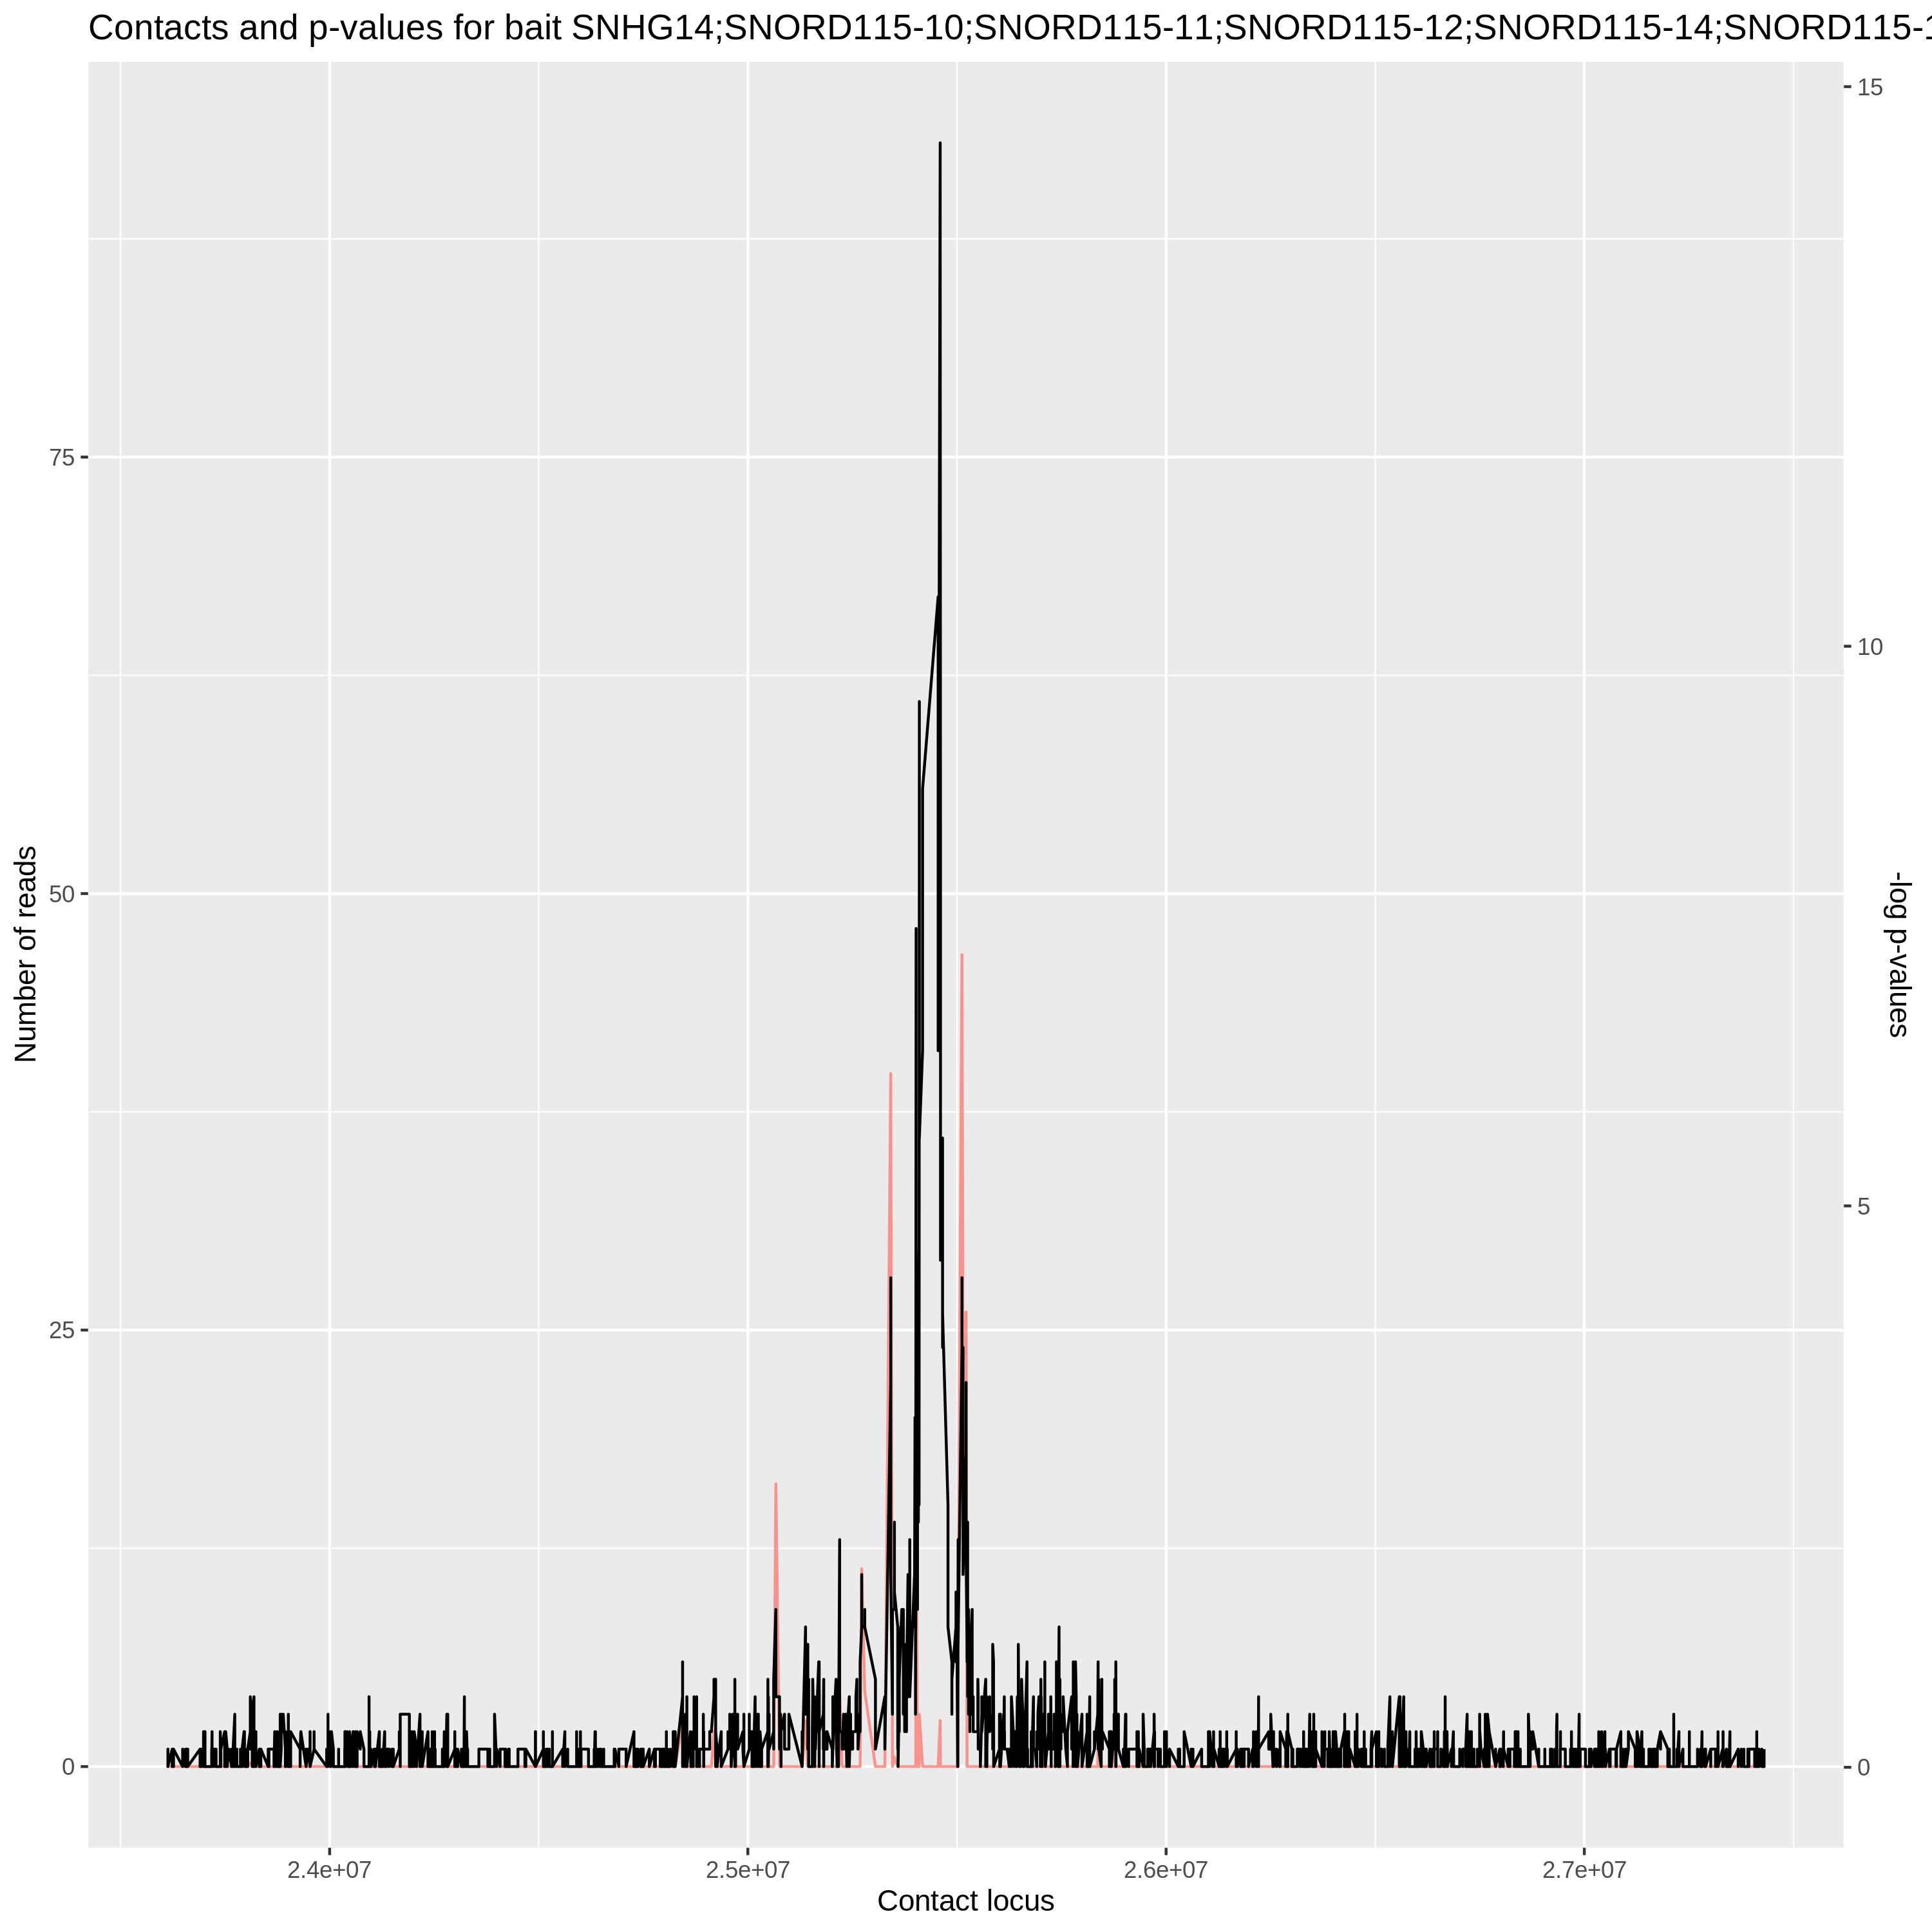 Contacts and p-values for bait SNHG14;SNORD115-10;SNORD115-11;SNORD115-12;SNORD115-14;SNORD115-1
15
75
10
Number of reads
50
-log p-values
5
25
0
0
2.4e+07
2.5e+07
2.6e+07
2.7e+07
Contact locus